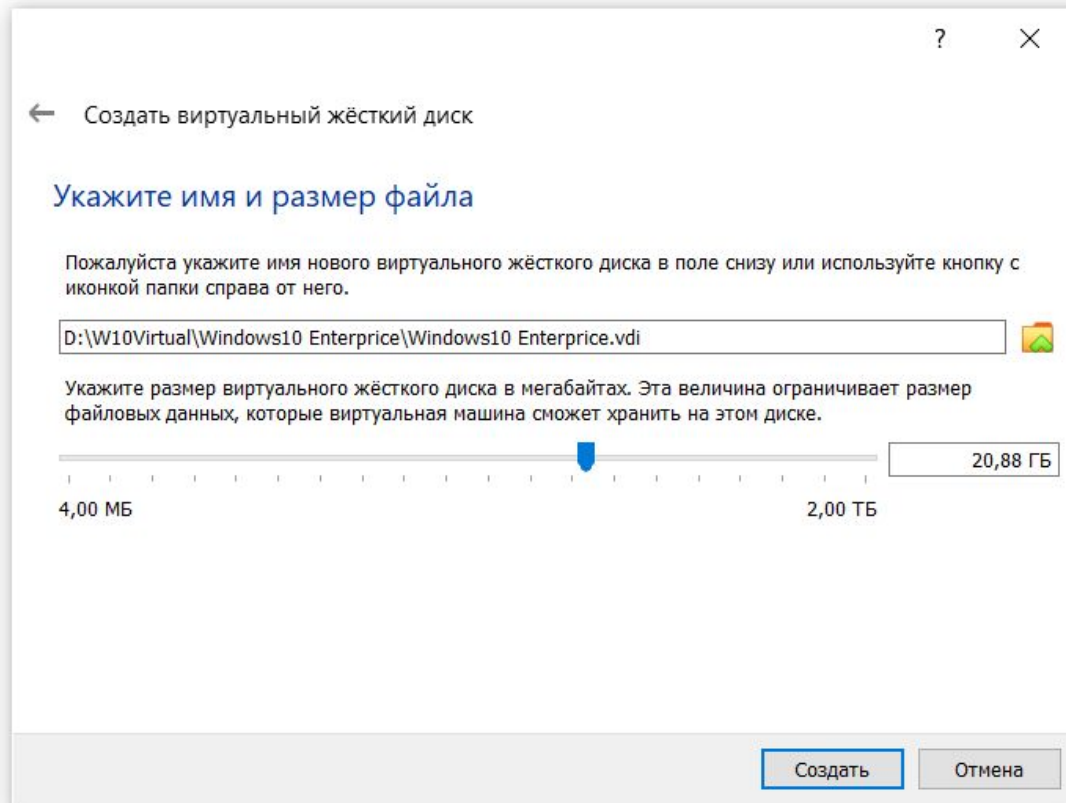 ?
Создать виртуальный жёсткий диск
Укажите имя и размер файла
Пожалуйста укажите имя нового виртуального жёсткого диска в поле снизу или используйте кнопку с
иконкой папки справа от него.
D:\W10Virtual\Windows10 Enterprice\Windows10 Enterprice.vdi
Укажите размер виртуального жёсткого диска в мегабайтах. Эта величина ограничивает размер
файловых данных, которые виртуальная машина сможет хранить на этом диске.
20,88 ГБ
4,00 МБ 2,00 ТБ
Создать Отмена